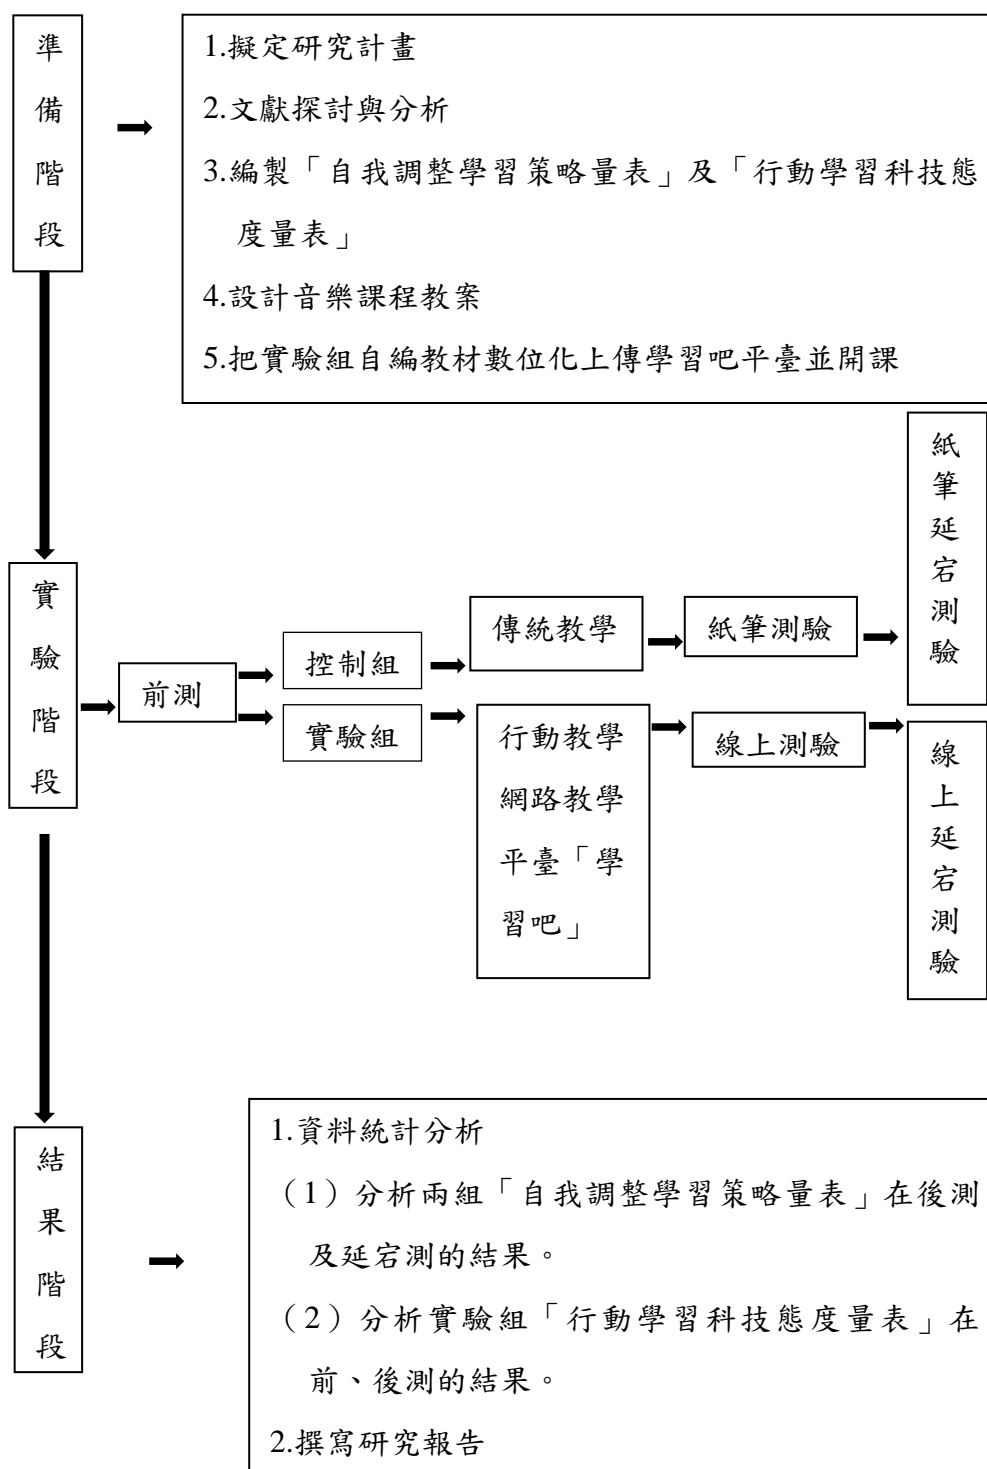 準備階段
1.擬定研究計畫
2.文獻探討與分析
3.編製「自我調整學習策略量表」及「行動學習科技態
度量表」
4.設計音樂課程教案
5.把實驗組自編教材數位化上傳學習吧平臺並開課
實驗階段
前測
控制組
傳統教學
紙筆測驗
紙筆延宕測驗
實驗組
行動教學
網路教學
平臺「學
習吧」
線上測驗
線上延宕測驗
結果階段
1.資料統計分析
（1）分析兩組「自我調整學習策略量表」在後測
及延宕測的結果。
（2）分析實驗組「行動學習科技態度量表」在
前、後測的結果。
2.撰寫研究報告